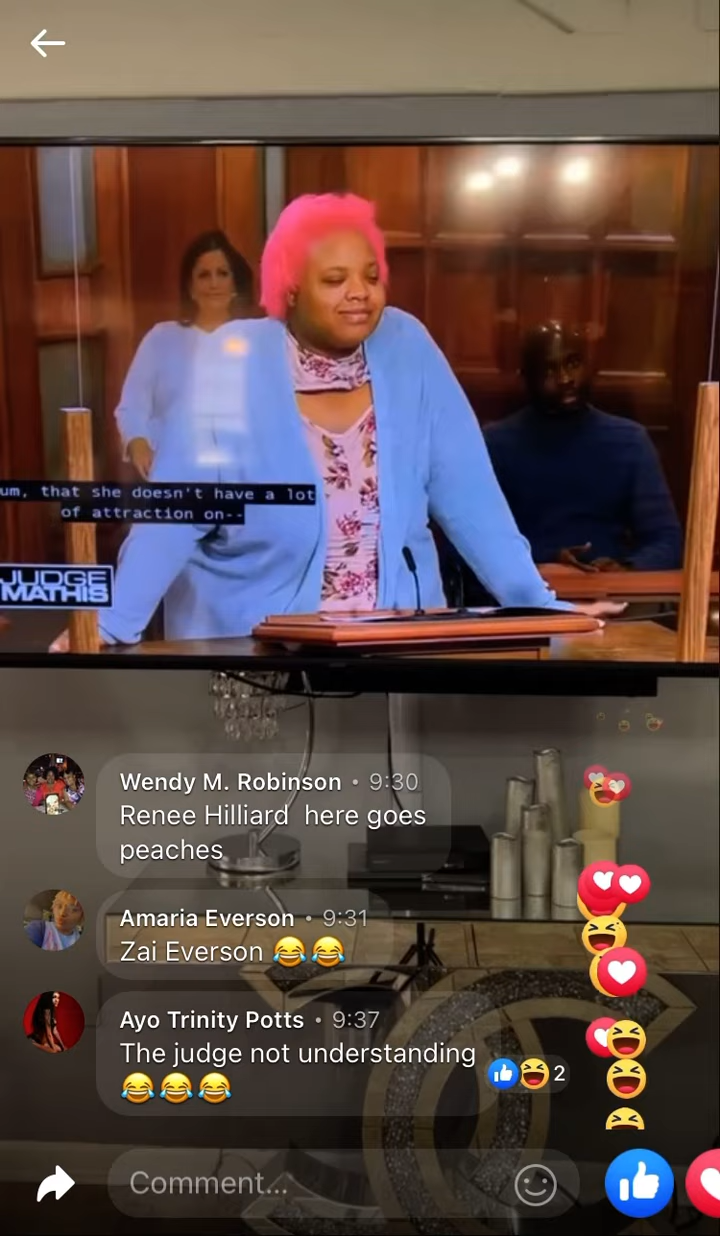 um, that she doesn't have a lot
of attraction on--
JUDGE
MATHIS
Wendy M. Robinson • 9:30
Renee Hilliard  here goes
peaches
Amaria Everson • 9:31
Zai Everson 😂😂
Ayo Trinity Potts • 9:37
The judge not understanding
😂😂😂
2
Comment...